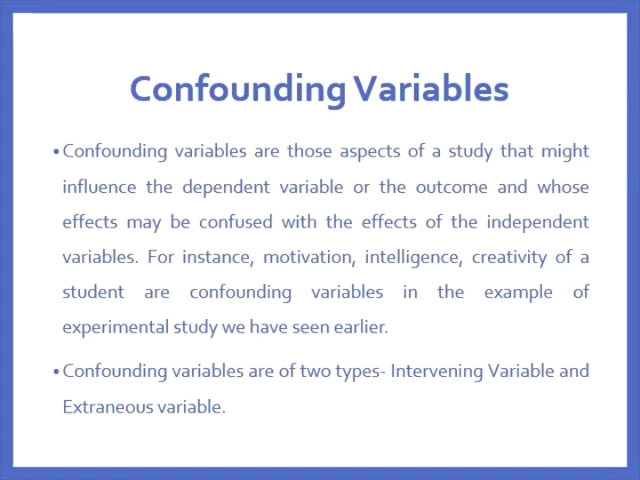 Confounding Variables
•Confounding variables are those aspects of a study that might
influence the dependent variable or the outcome and whose
effects may be confused with the effects of the independent
variables. For instance, motivation, intelligence, creativity of a
student are confounding variables in the example of
experimental study we have seen earlier.
•Confounding variables are of two types- Intervening Variable and
Extraneous variable.